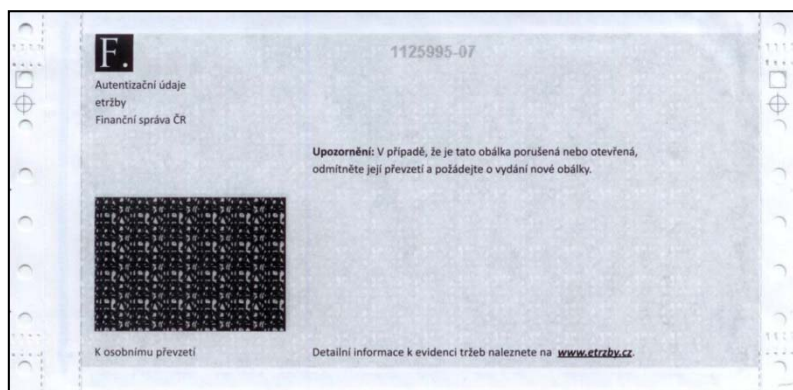 F.
1125995-07
Autentizační údaje
etržby
Finanční správa ČR
Upozornění: V případě, že je tato obálka porušená nebo otevřená,
odmítněte její převzetí a požádejte o vydání nové obálky.
K osobnímu převzetí
Detailní informace k evidenci tržeb naleznete na www.etrzby.cz.